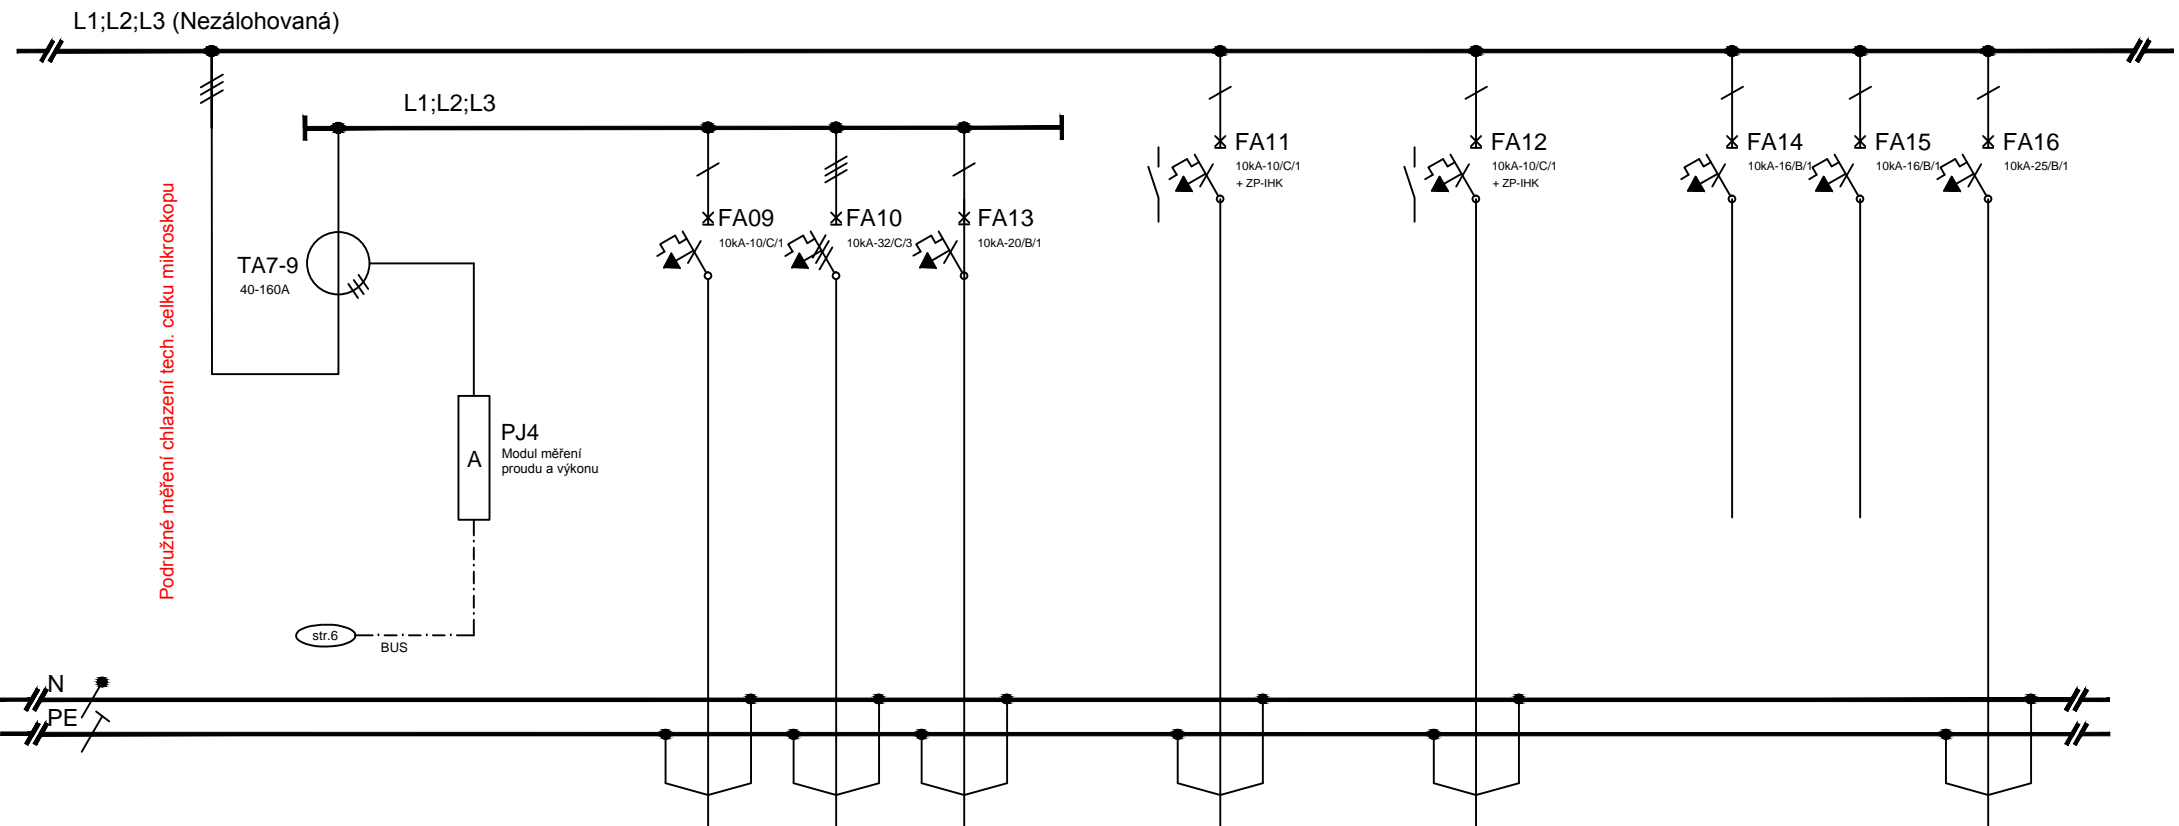 L1;L2;L3 (Nezálohovaná)
L1;L2;L3
FA11
10kA-10/C/1
+ ZP-IHK
FA12
10kA-10/C/1
+ ZP-IHK
FA14
10kA-16/B/1
FA15
10kA-16/B/1
FA16
10kA-25/B/1
FA09
10kA-10/C/1
FA10
10kA-32/C/3
FA13
10kA-20/B/1
TA7-9
40-160A
Podružné měření chlazení tech. celku mikroskopu
A
PJ4
Modul měření
proudu a výkonu
str.6
BUS
N
PE